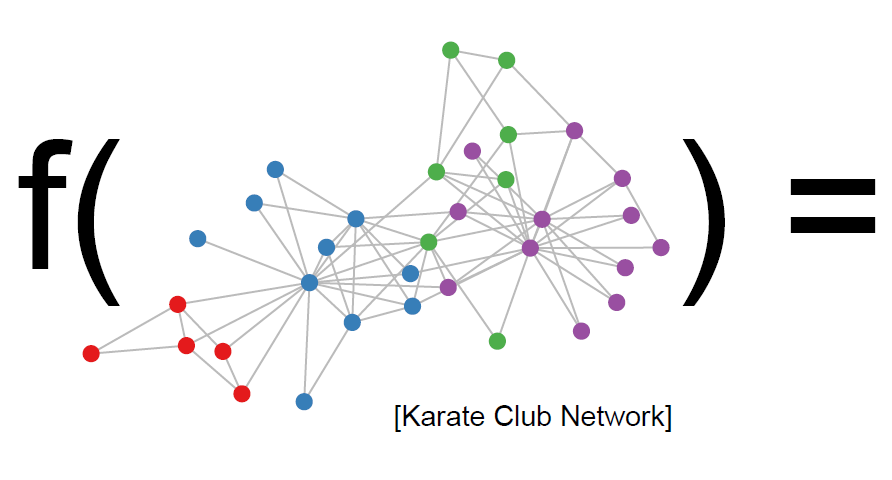 f( ) =
[Karate Club Network]